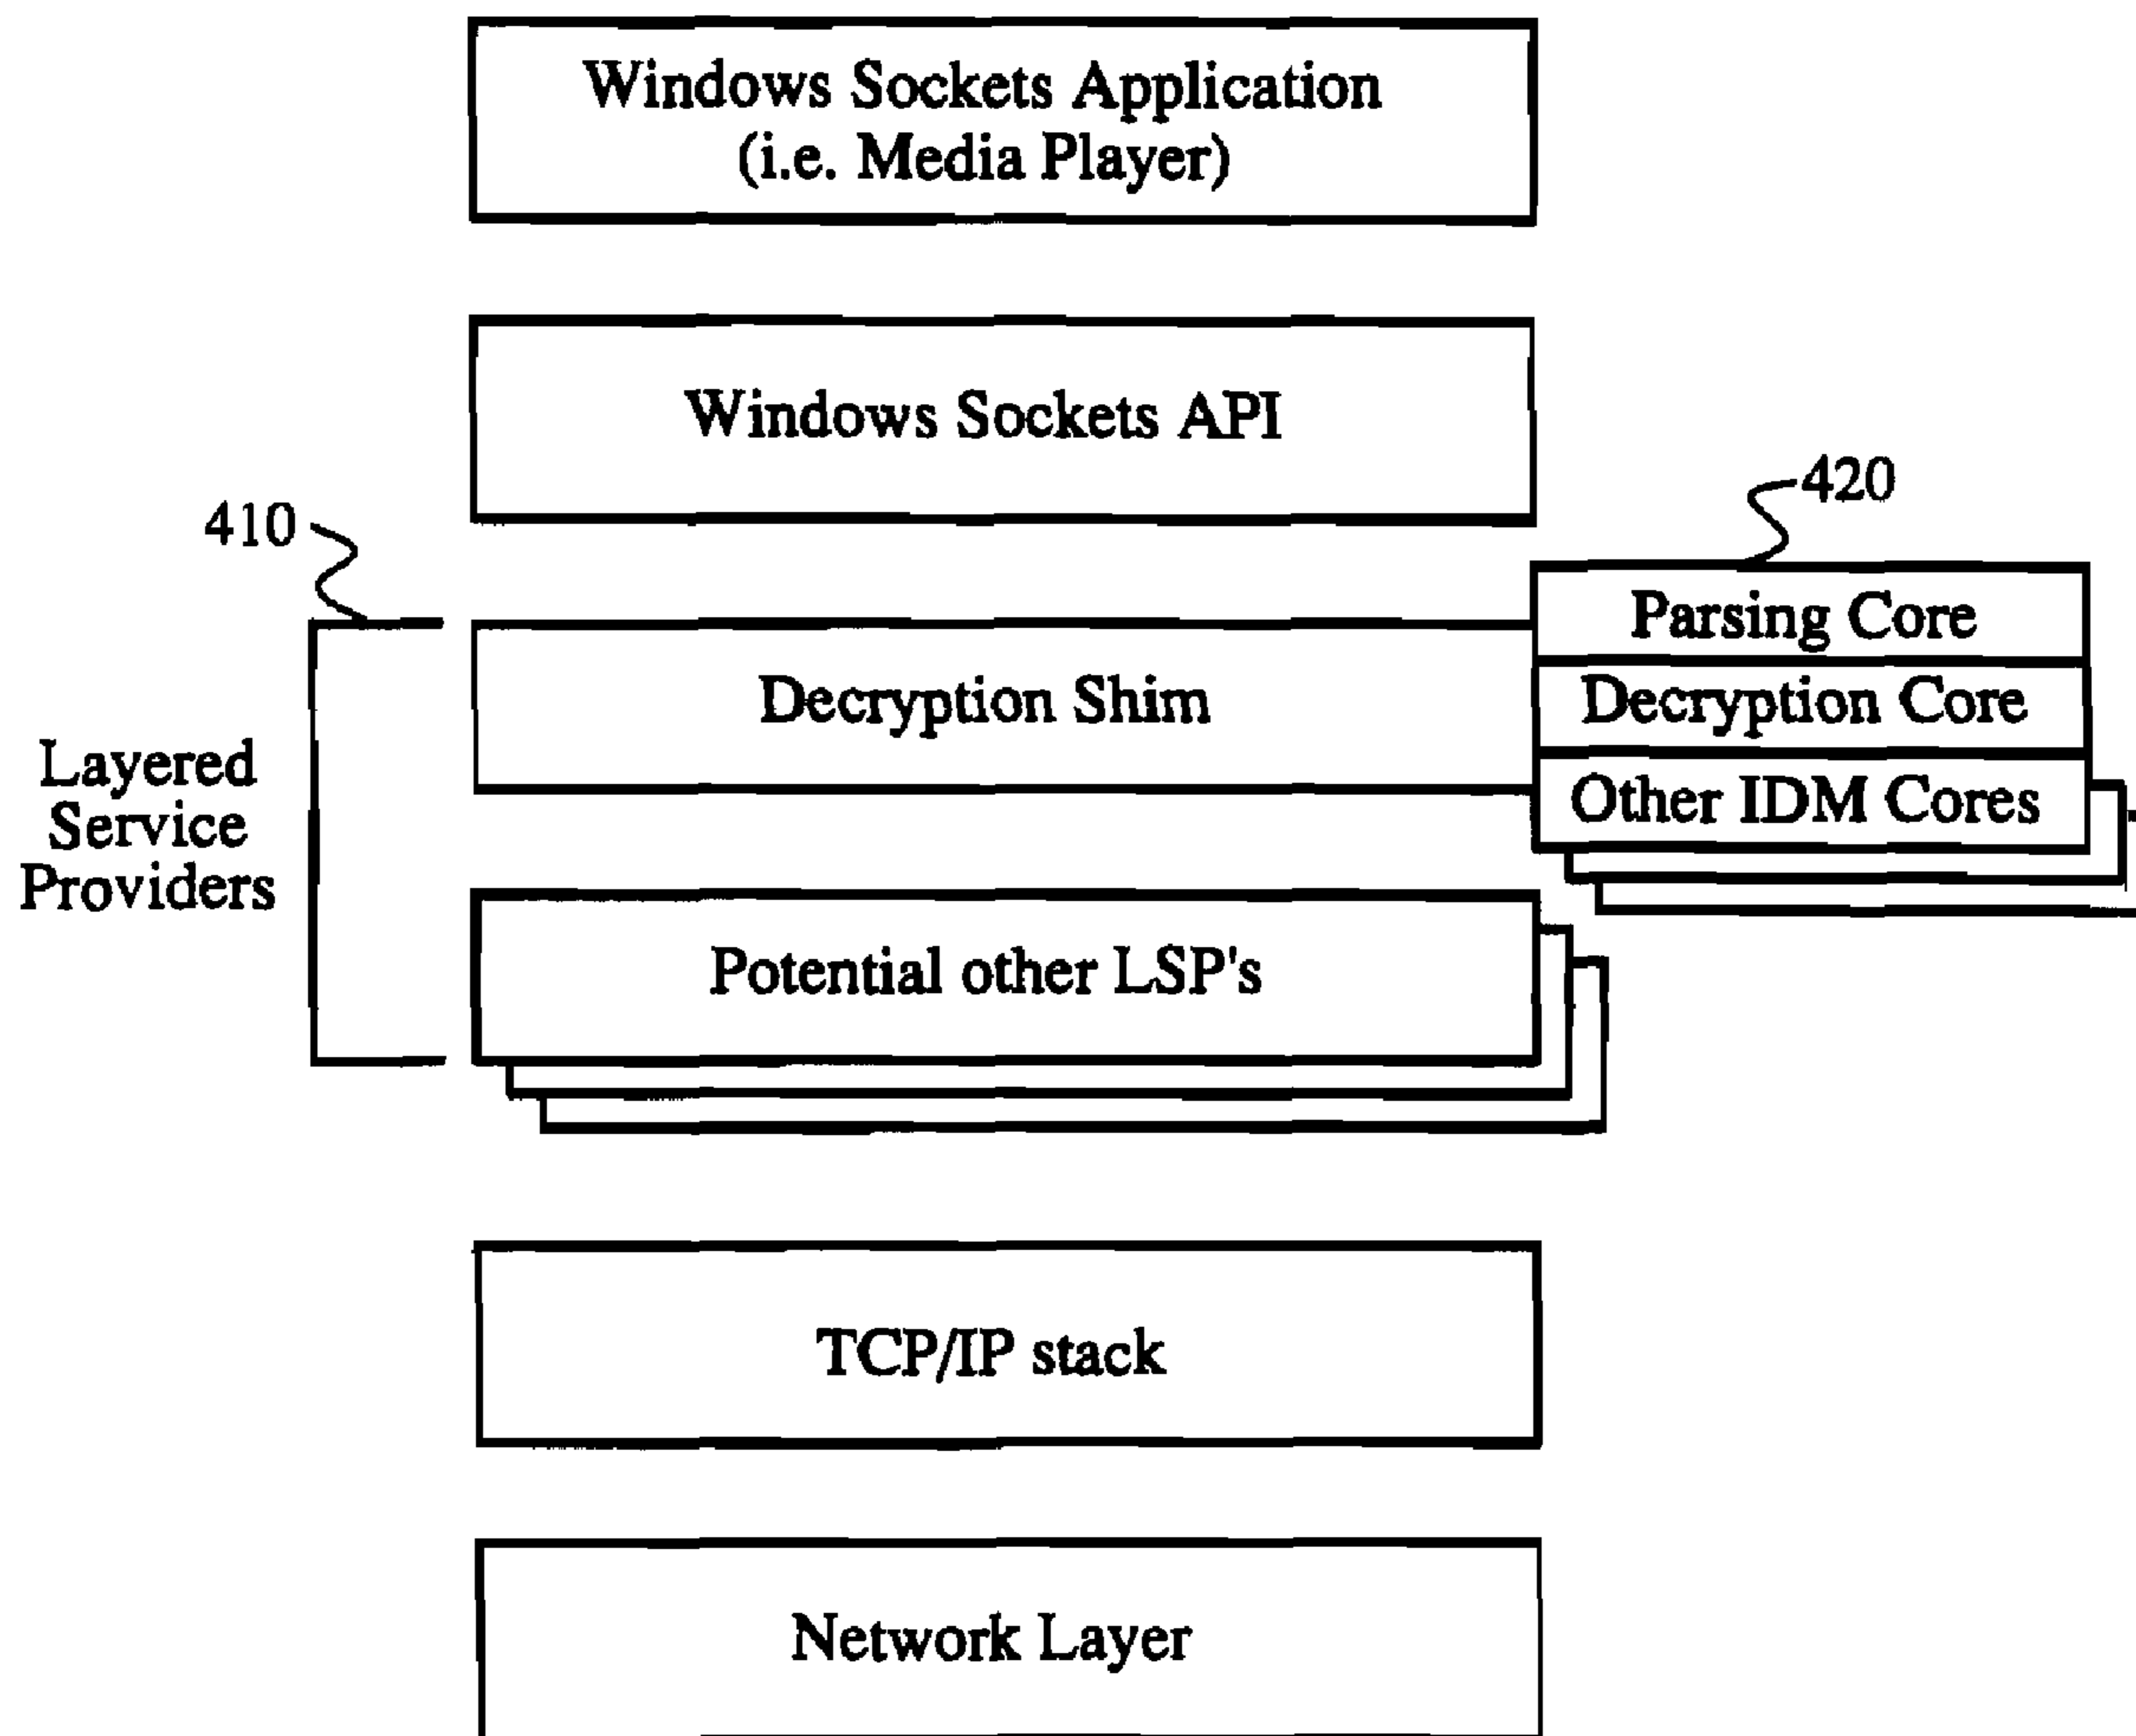 Windows Sockets Application
(i.e. Media Player)
Windows Sockets API
420
410
Parsing Core
Decryption Shim
Decryption Core
Layered
Service
Providers
Other IDM Cores
Potential other LSP's
TCP/IP stack
Network Layer